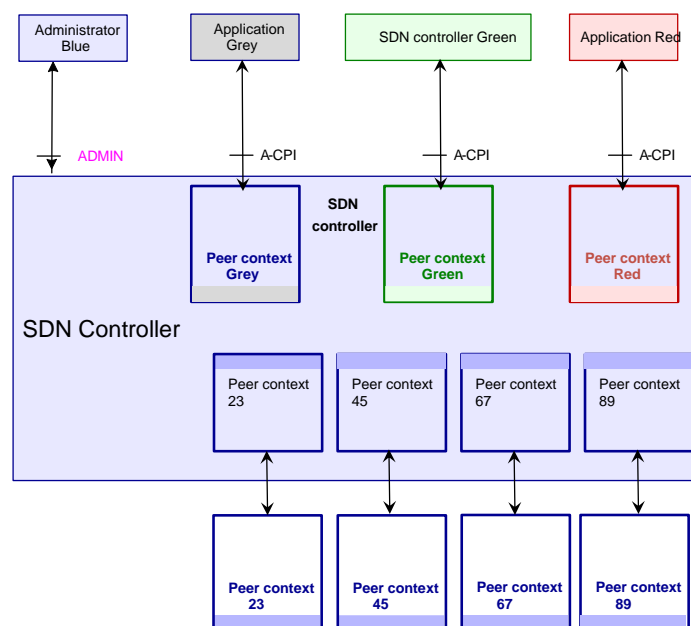 Administrator
Blue
Application
Grey
SDN controller Green
Application Red
ADMIN
A-CPI
A-CPI
A-CPI
SDN
controller
Peer context
Grey
Peer context
Green
Peer context
Red
SDN Controller
Peer context
23
Peer context
45
Peer context
67
Peer context
89
Peer context
23
Peer context
45
Peer context
67
Peer context
89